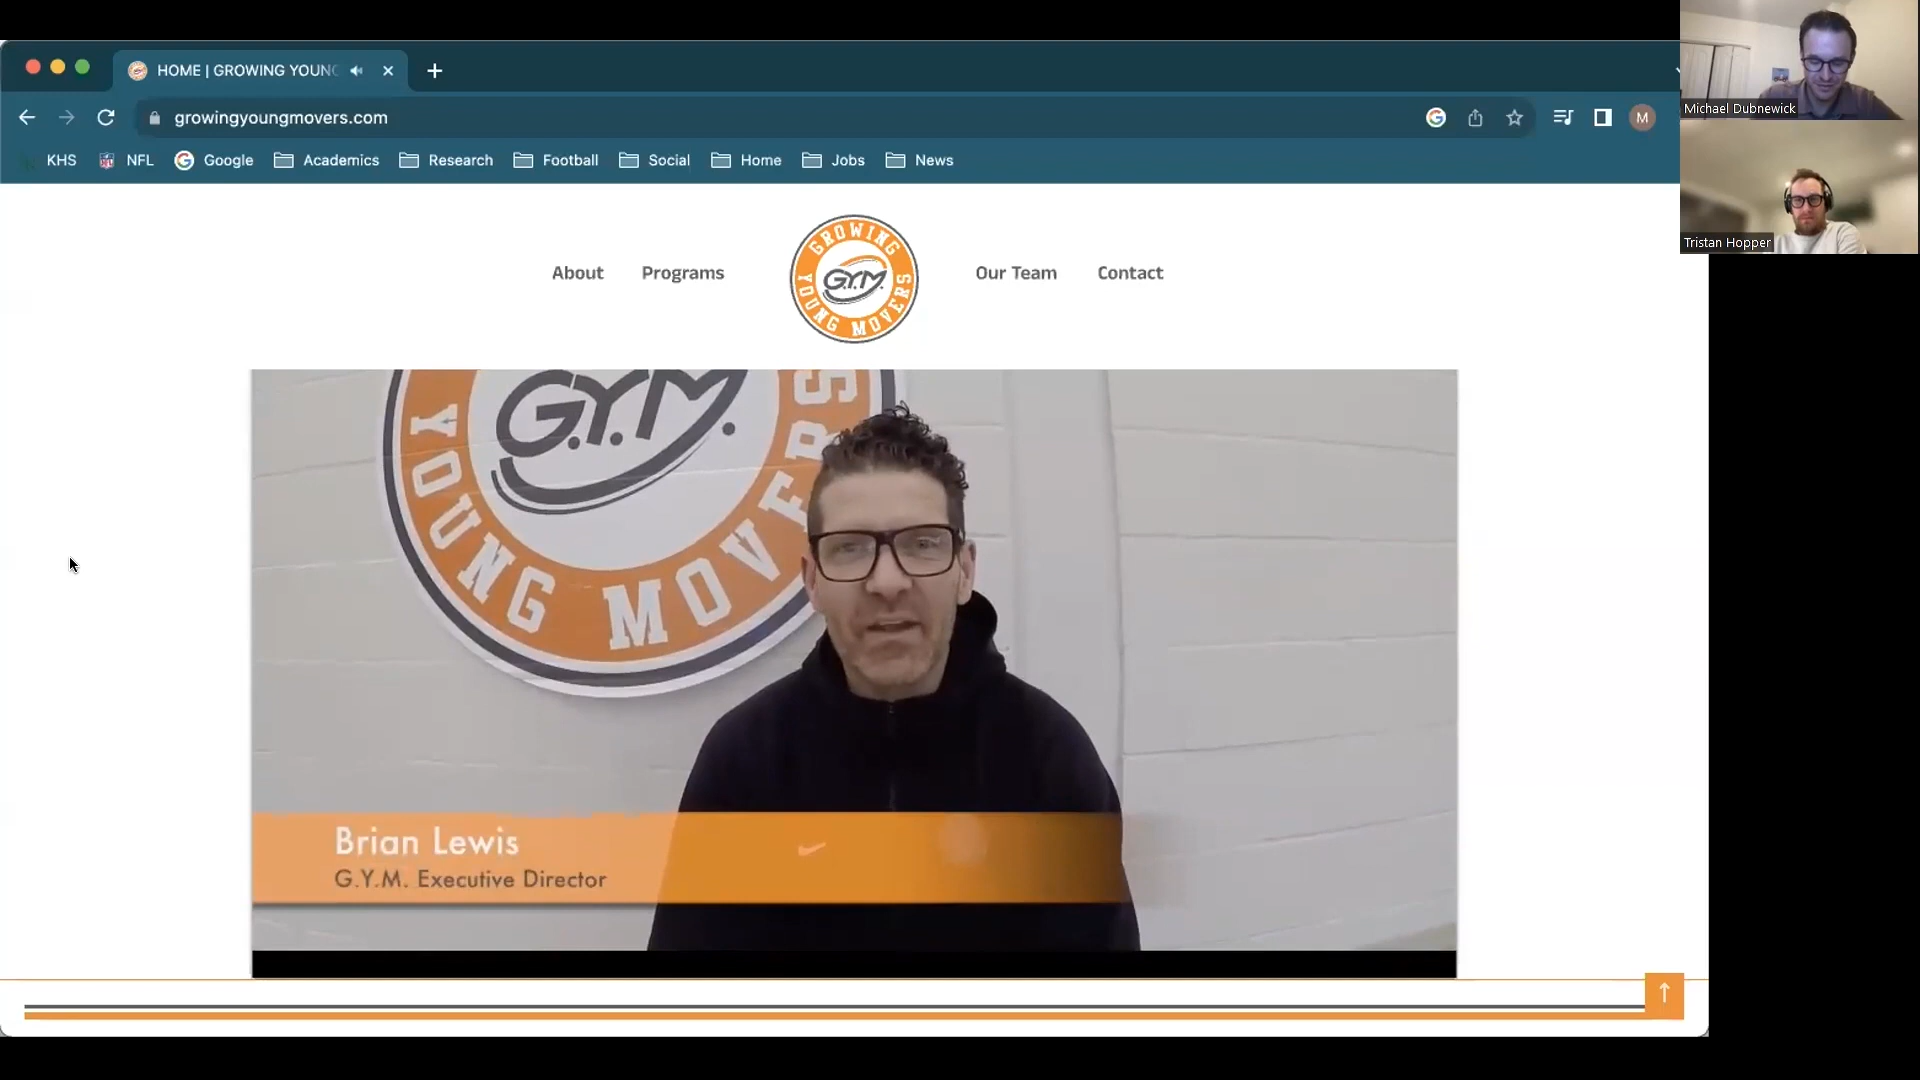 HOME | GROWING YOUNG
growingyoungmovers.com
M
KHS NFL Google Academics Research Football Social Home Jobs News
Michael Dubnewick
Tristan Hopper
About Programs Our Team Contact
GROWING
G.Y.M.
YOUNG MOVERS
G.Y.M.
YOUNG MOVERS
Brian Lewis
G.Y.M. Executive Director